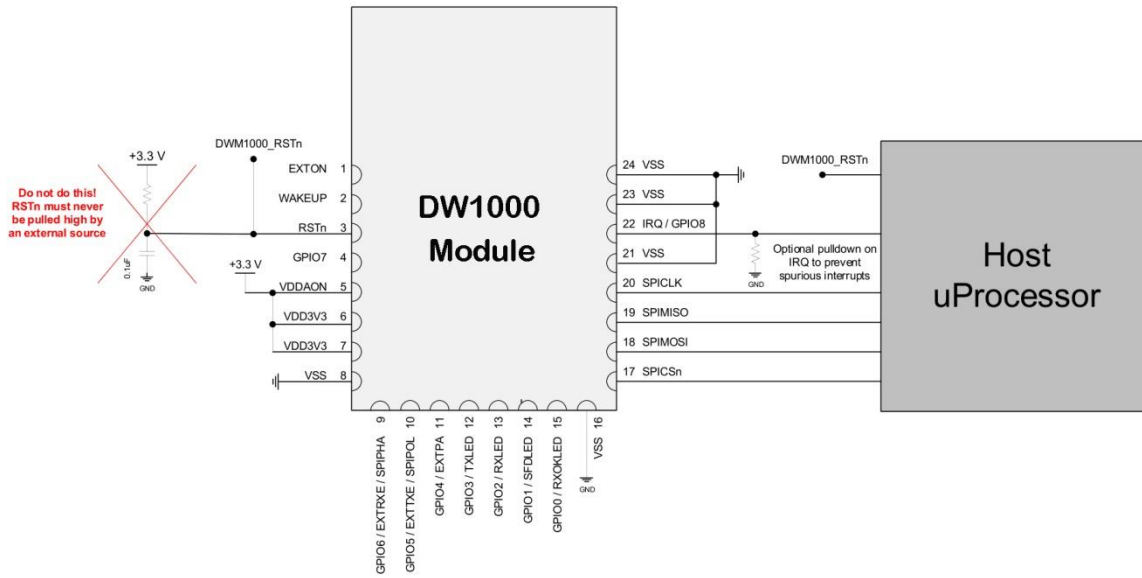 +3.3 V
Do not do this!
RSTn must never
be pulled high by
an external source
0.1uF
GND
DWM1000_RSTn
+3.3 V
EXTON 1
WAKEUP 2
RSTn 3
GPIO7 4
VDDAON 5
VDD3V3 6
VDD3V3 7
VSS 8
DW1000
Module
GPIO6 / EXTRXE / SPIPHA 9
GPIO5 / EXTTXE / SPIPOL 10
GPIO4 / EXTPA 11
GPIO3 / TXLED 12
GPIO2 / RXLED 13
GPIO1 / SFDLED 14
GPIO0 / RXOKLED 15
VSS 16
GND
24 VSS
23 VSS
22 IRQ / GPIO8
21 VSS
20 SPICLK
19 SPIMISO
18 SPIMOSI
17 SPICSn
DWM1000_RSTn
Optional pulldown on
IRQ to prevent
spurious interrupts
GND
Host
uProcessor